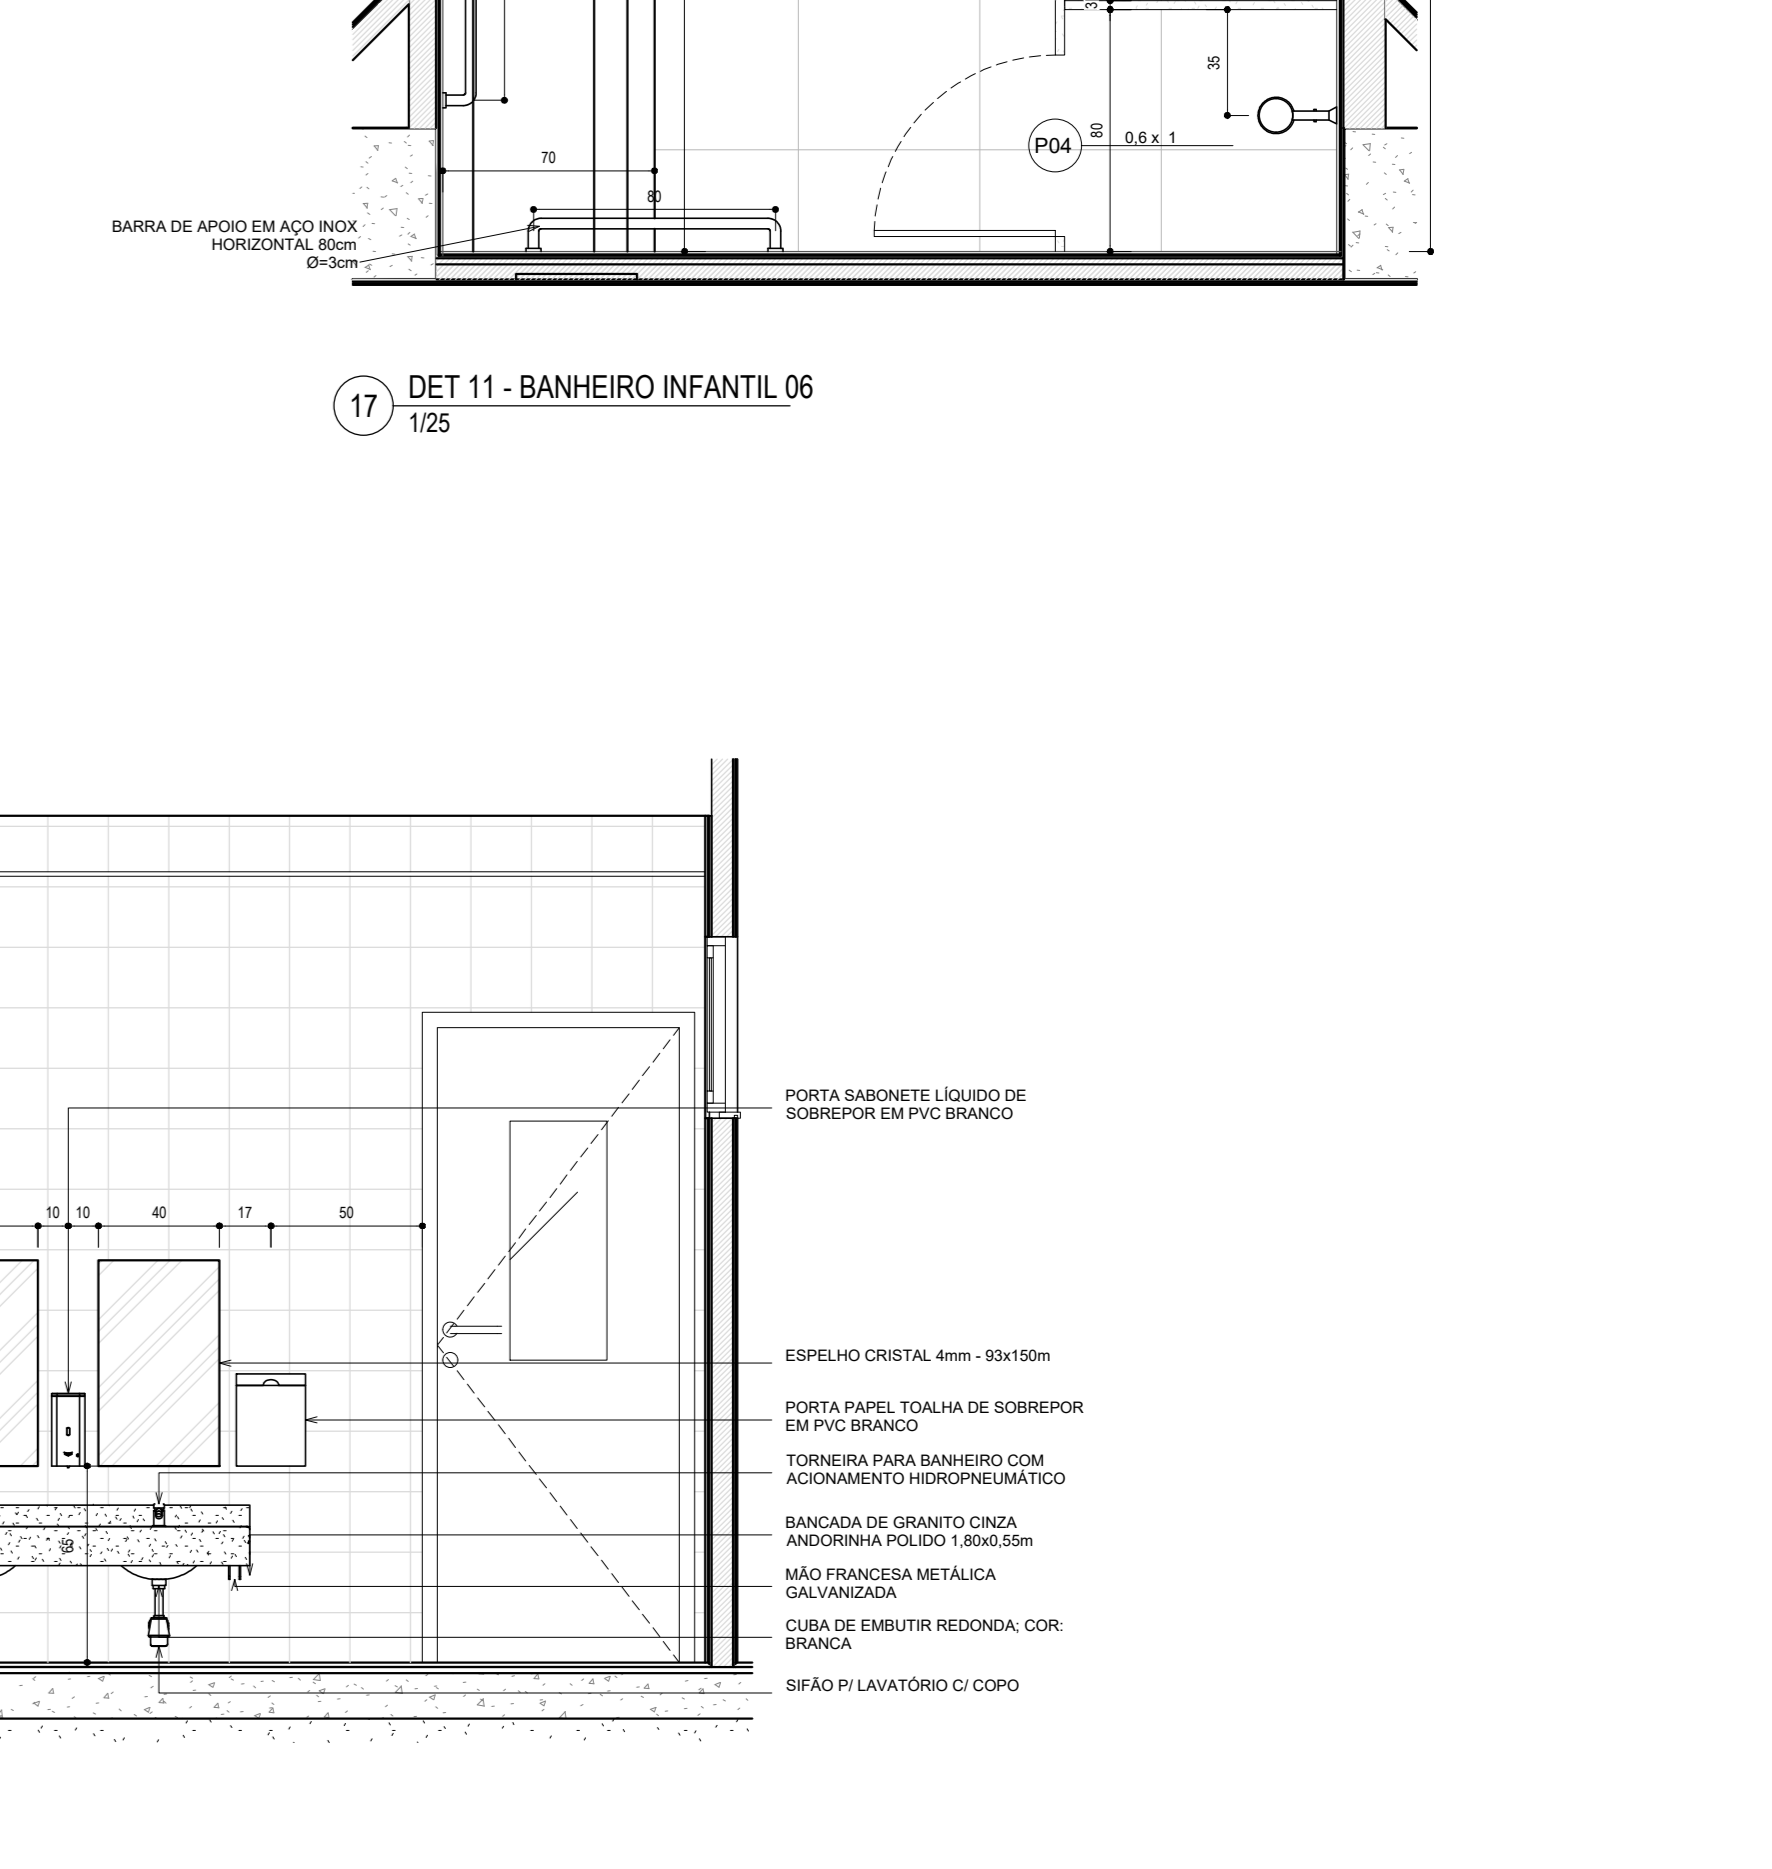 3
35
80
P04
0,6 x 1
70
80
BARRA DE APOIO EM AÇO INOX
HORIZONTAL 80cm
Ø=3cm
17
DET 11 - BANHEIRO INFANTIL 06
1/25
PORTA SABONETE LÍQUIDO DE
SOBREPOR EM PVC BRANCO
10 10 40 17 50
ESPELHO CRISTAL 4mm - 93x150m
PORTA PAPEL TOALHA DE SOBREPOR
EM PVC BRANCO
TORNEIRA PARA BANHEIRO COM
ACIONAMENTO HIDROPNEUMÁTICO
BANCADA DE GRANITO CINZA
ANDORINHA POLIDO 1,80x0,55m
65
MÃO FRANCESA METÁLICA
GALVANIZADA
CUBA DE EMBUTIR REDONDA; COR:
BRANCA
SIFÃO P/ LAVATÓRIO C/ COPO